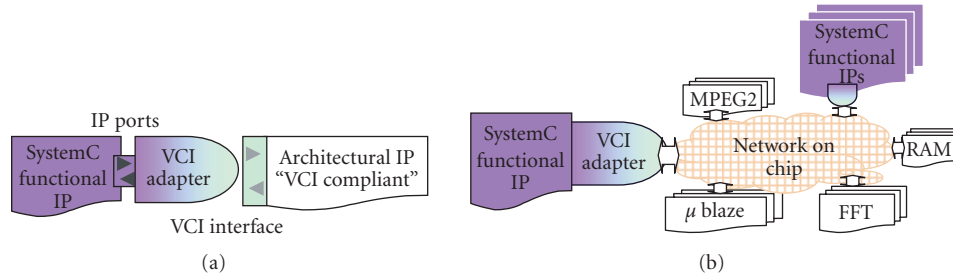 IP ports
SystemC
functional
IP
VCI
adapter
Architectural IP
“VCI compliant”
VCI interface
(a)
SystemC
functional
IP
VCI
adapter
MPEG2
SystemC
functional
IPs
Network on
chip
RAM
μ blaze
FFT
(b)